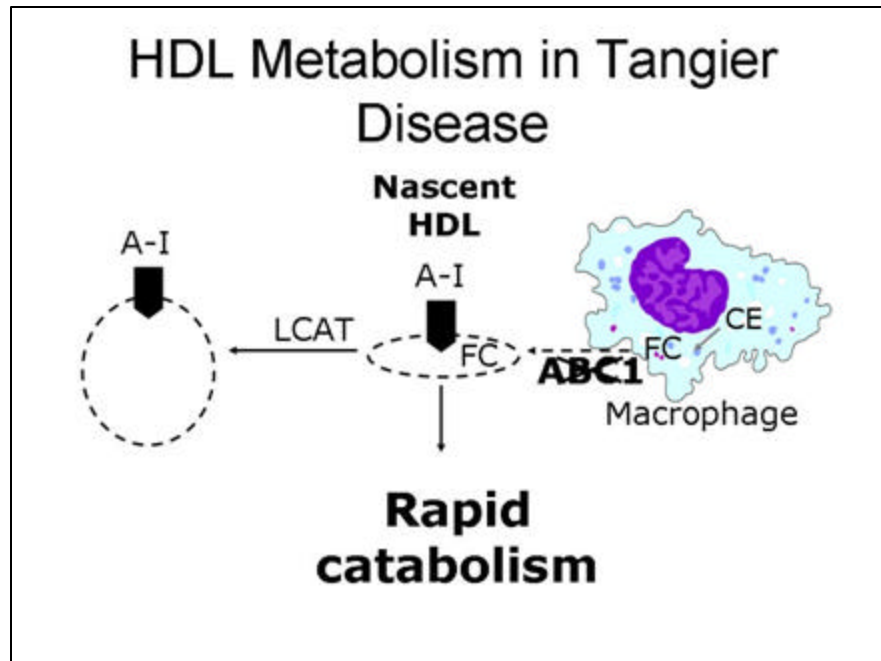 HDL Metabolism in Tangier
Disease
Nascent
HDL
A-I
A-I
LCAT
FC
ABC1
FC
CE
Macrophage
Rapid
catabolism